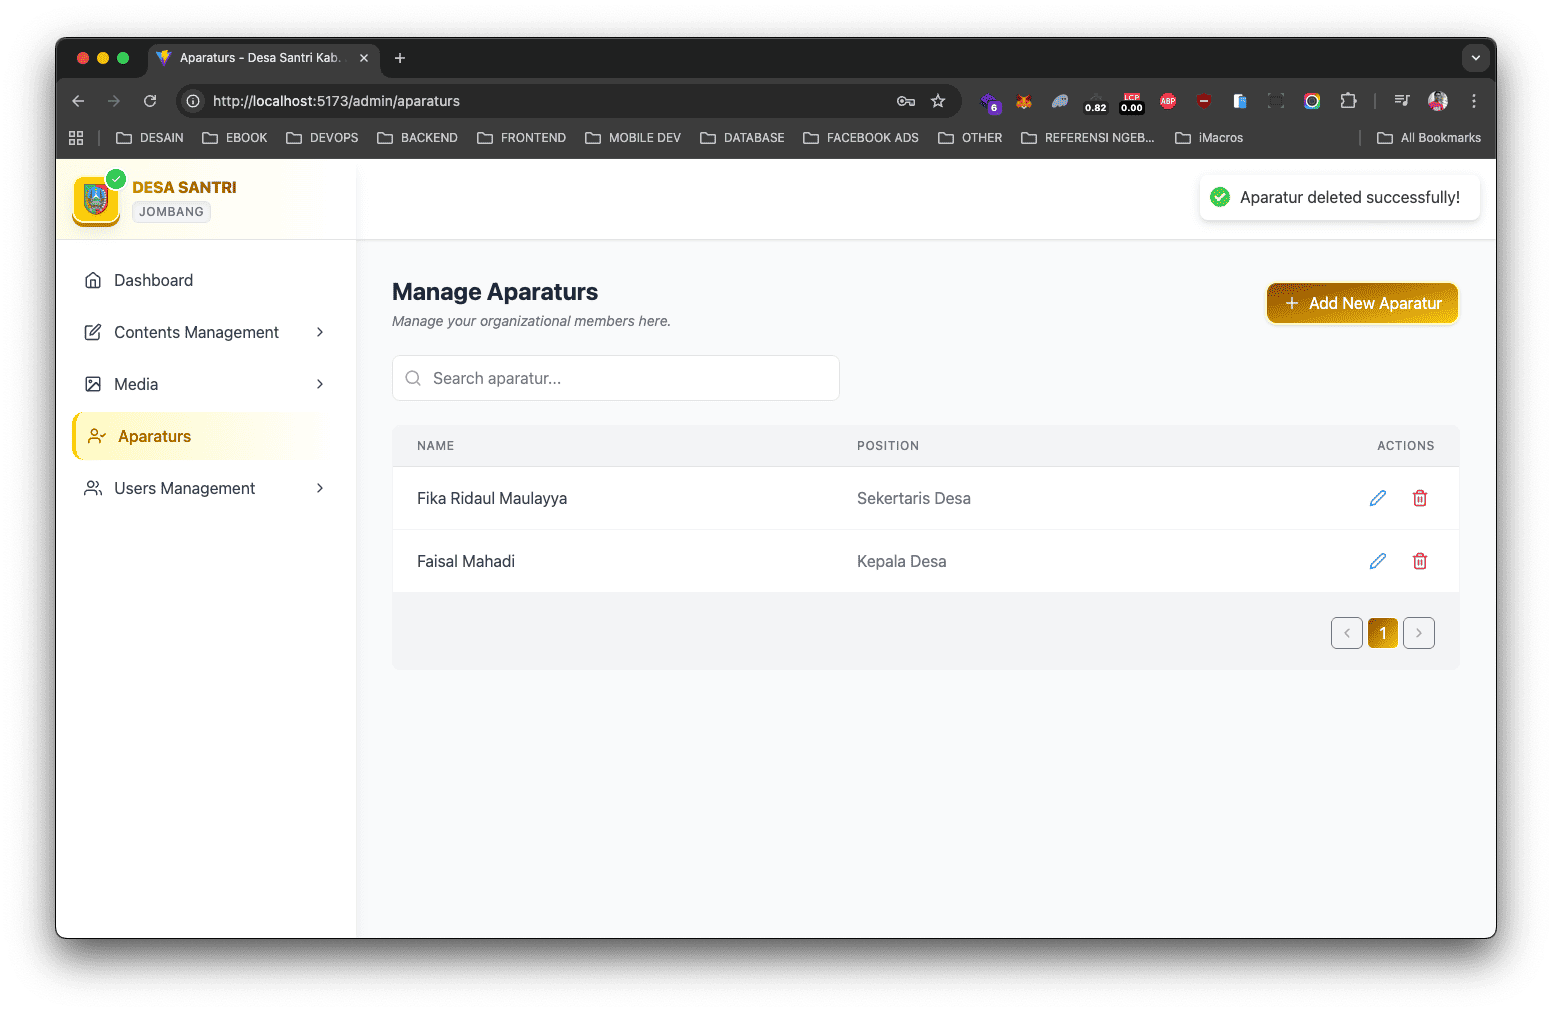 Aparaturs - Desa Santri Kab.
http://localhost:5173/admin/aparaturs
6
0.82
LCP
0.00
ABP
DESAIN EBOOK DEVOPS BACKEND FRONTEND MOBILE DEV DATABASE FACEBOOK ADS OTHER REFERENSI NGEB... iMacros All Bookmarks
DESA SANTRI
JOMBANG
Aparatur deleted successfully!
Dashboard
Contents Management
Media
Aparaturs
Users Management
Manage Aparaturs
Manage your organizational members here.
+ Add New Aparatur
Search aparatur...
NAME POSITION ACTIONS
Fika Ridaul Maulayya Sekertaris Desa
Faisal Mahadi Kepala Desa
1